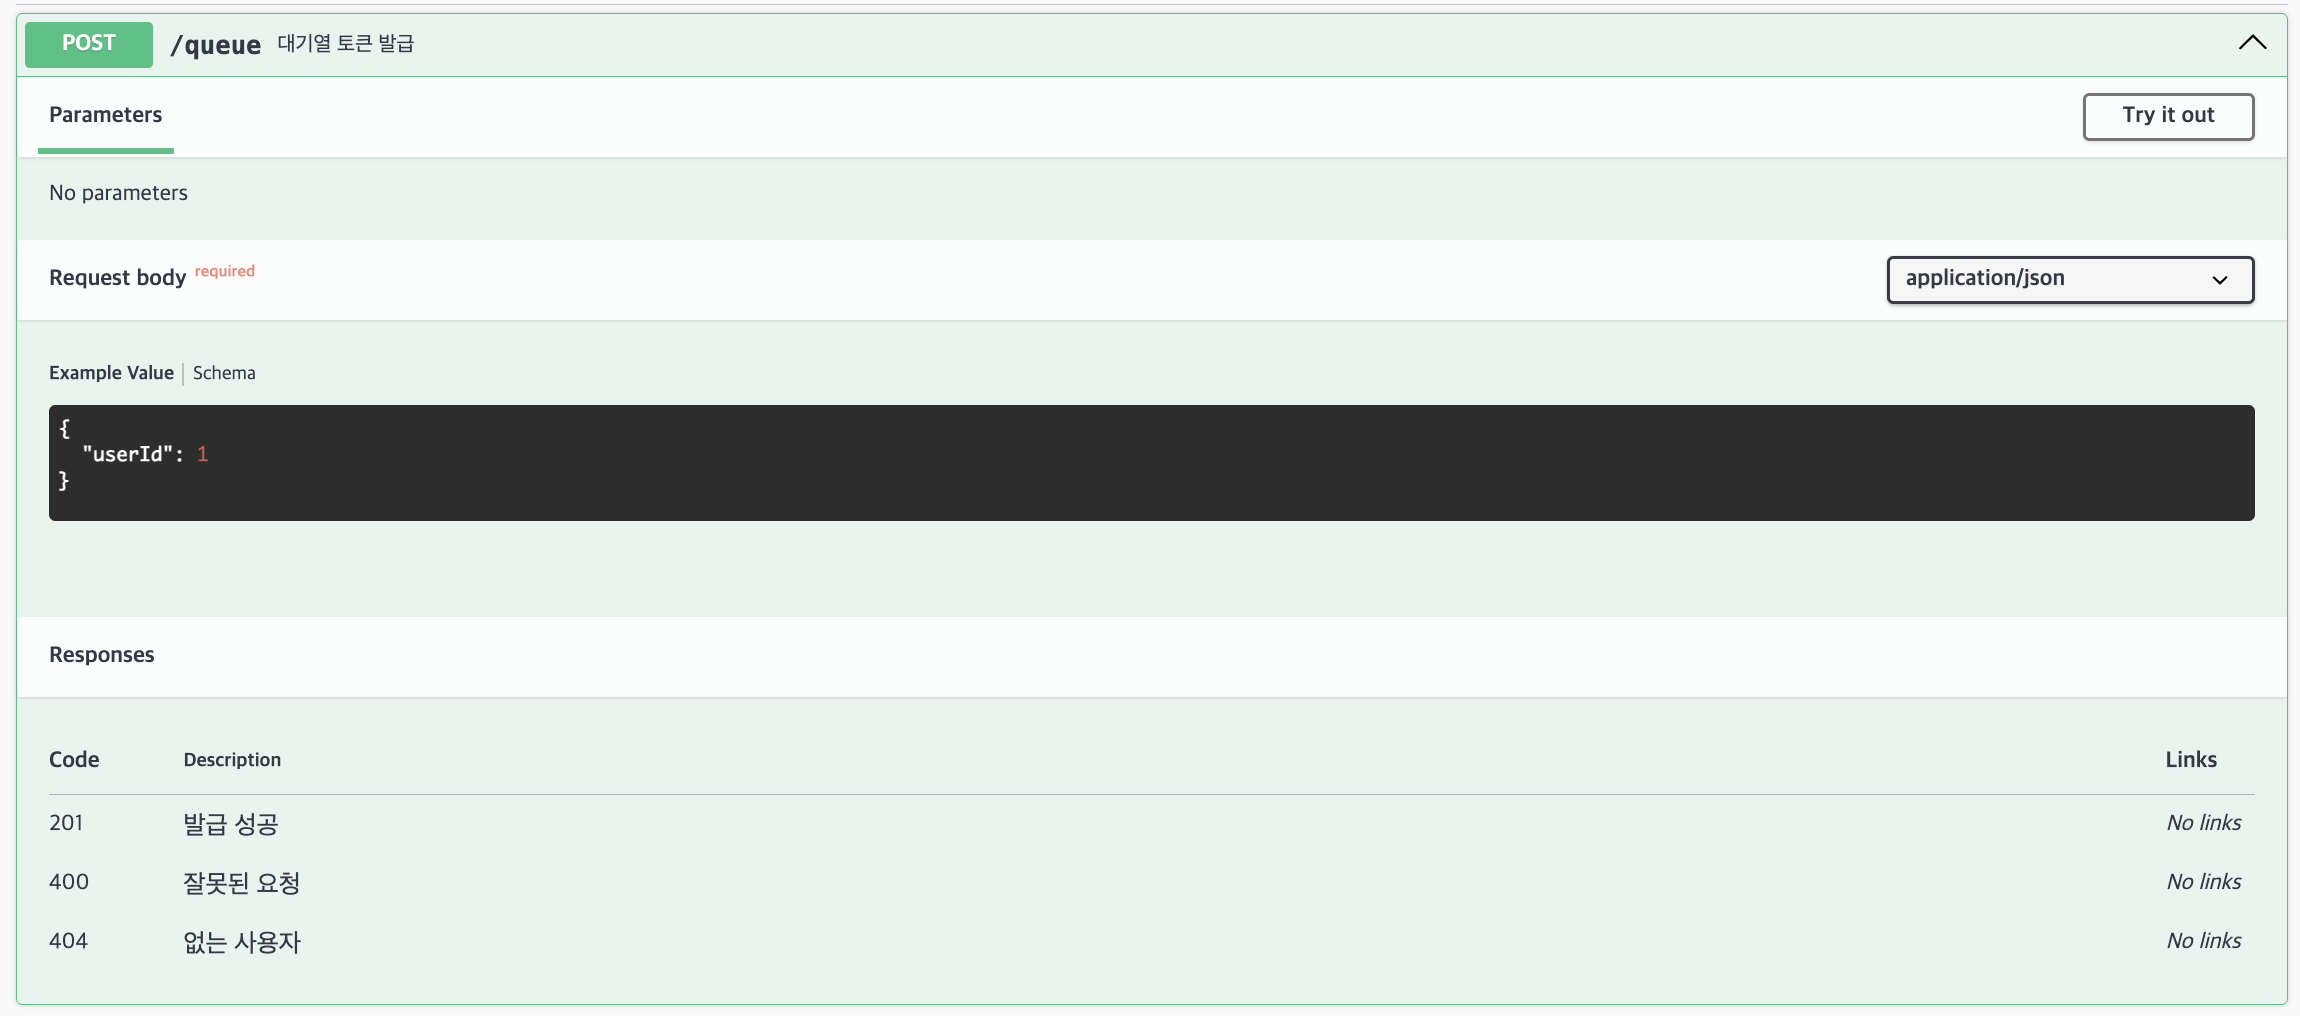 POST /queue 대기열 토큰 발급
Parameters
Try it out
No parameters
Request body required
application/json
Example Value | Schema
{
  "userId": 1
}
Responses
Code Description Links
201 발급 성공 No links
400 잘못된 요청 No links
404 없는 사용자 No links